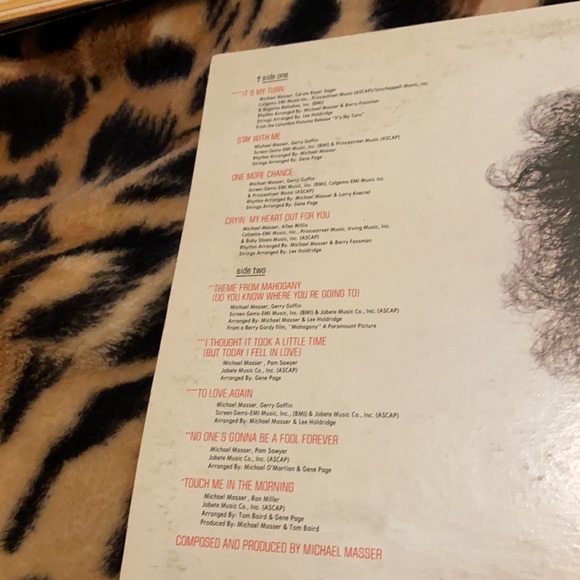 † side one
*****IT'S MY TURN
Michael Masser, Carole Bayer Sager
Colgems-EMI Music Inc., Princestreet Music (ASCAP)/Unichappell Music, Inc.
& Begonia Melodies, Inc. (BMI)
Rhythm Arranged By: Michael Masser & Barry Fasman
Strings Arranged By: Lee Holdridge
From the Columbia Pictures Release "It's My Turn"
STAY WITH ME
Michael Masser, Gerry Goffin
Screen Gems-EMI Music, Inc. (BMI) & Princestreet Music (ASCAP)
Rhythm Arranged By: Michael Masser
Strings Arranged By: Gene Page
ONE MORE CHANCE
Michael Masser, Gerry Goffin
Screen Gems-EMI Music Inc. (BMI), Colgems-EMI Music Inc.
& Princestreet Music (ASCAP)
Rhythm Arranged By: Michael Masser & Larry Knectel
Strings Arranged By: Gene Page
CRYIN' MY HEART OUT FOR YOU
Michael Masser, Allee Willis
Colgems-EMI Music, Inc., Princestreet Music, Irving Music, Inc.
& Baby Shoes Music, Inc. (ASCAP)
Rhythm Arranged By: Michael Masser & Barry Fassman
Strings Arranged By: Lee Holdridge
side two
***THEME FROM MAHOGANY
(DO YOU KNOW WHERE YOU'RE GOING TO)
Michael Masser, Gerry Goffin
Screen Gems-EMI Music, Inc. (BMI) & Jobete Music Co., Inc. (ASCAP)
Arranged By: Michael Masser & Lee Holdridge
From a Berry Gordy film, "Mahogany" A Paramount Picture
***I THOUGHT IT TOOK A LITTLE TIME
(BUT TODAY I FELL IN LOVE)
Michael Masser, Pam Sawyer
Jobete Music Co., Inc. (ASCAP)
Arranged By: Gene Page
****TO LOVE AGAIN
Michael Masser, Gerry Goffin
Screen Gems-EMI Music, Inc., (BMI) & Jobete Music Co., Inc. (ASCAP)
Arranged By: Michael Masser & Lee Holdridge
**NO ONE'S GONNA BE A FOOL FOREVER
Michael Masser, Pam Sawyer
Jobete Music Co., Inc. (ASCAP)
Arranged By: Michael O'Martian & Gene Page
*TOUCH ME IN THE MORNING
Michael Masser, Ron Miller
Jobete Music Co., Inc. (ASCAP)
Arranged By: Tom Baird & Gene Page
Produced By: Michael Masser & Tom Baird
COMPOSED AND PRODUCED BY MICHAEL MASSER